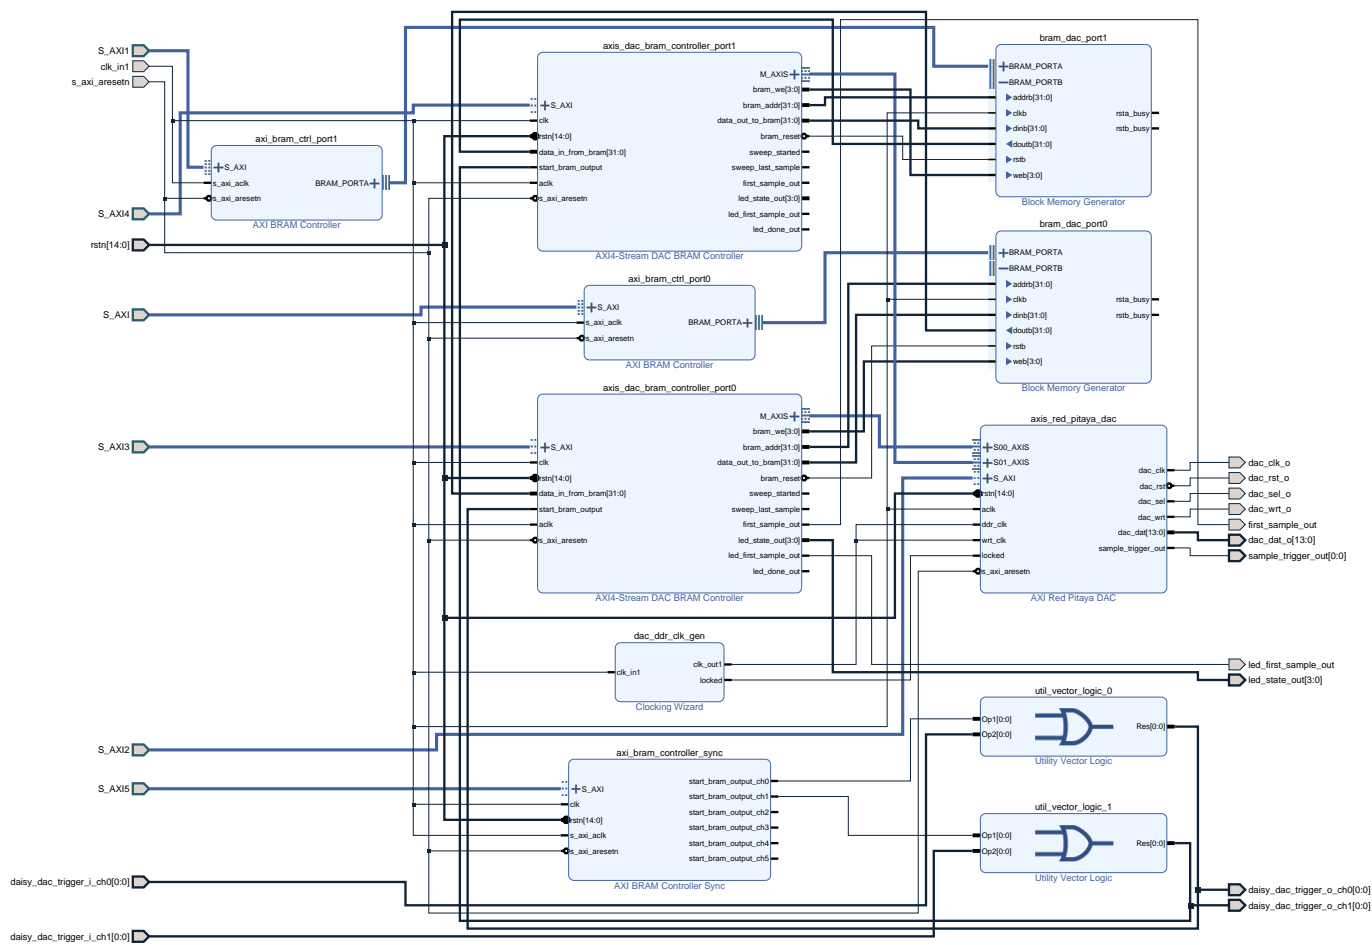 S_AXI1
clk_in1
s_axi_aresetn
S_AXI4
rstn[14:0]
S_AXI
S_AXI3
S_AXI2
S_AXI5
daisy_dac_trigger_i_ch0[0:0]
daisy_dac_trigger_i_ch1[0:0]
axi_bram_ctrl_port1
S_AXI
s_axi_aclk
s_axi_aresetn
BRAM_PORTA
AXI BRAM Controller
axis_dac_bram_controller_port1
S_AXI
clk
rstn[14:0]
data_in_from_bram[31:0]
start_bram_output
aclk
s_axi_aresetn
M_AXIS
bram_we[3:0]
bram_addr[31:0]
data_out_to_bram[31:0]
bram_reset
sweep_started
sweep_last_sample
first_sample_out
led_state_out[3:0]
led_first_sample_out
led_done_out
AXI4-Stream DAC BRAM Controller
axi_bram_ctrl_port0
S_AXI
s_axi_aclk
s_axi_aresetn
BRAM_PORTA
AXI BRAM Controller
axis_dac_bram_controller_port0
S_AXI
clk
rstn[14:0]
data_in_from_bram[31:0]
start_bram_output
aclk
s_axi_aresetn
M_AXIS
bram_we[3:0]
bram_addr[31:0]
data_out_to_bram[31:0]
bram_reset
sweep_started
sweep_last_sample
first_sample_out
led_state_out[3:0]
led_first_sample_out
led_done_out
AXI4-Stream DAC BRAM Controller
dac_ddr_clk_gen
clk_in1
clk_out1
locked
Clocking Wizard
axi_bram_controller_sync
S_AXI
clk
rstn[14:0]
s_axi_aclk
s_axi_aresetn
start_bram_output_ch0
start_bram_output_ch1
start_bram_output_ch2
start_bram_output_ch3
start_bram_output_ch4
start_bram_output_ch5
AXI BRAM Controller Sync
bram_dac_port1
BRAM_PORTA
BRAM_PORTB
addrb[31:0]
clkb
dinb[31:0]
doutb[31:0]
rstb
web[3:0]
rsta_busy
rstb_busy
Block Memory Generator
bram_dac_port0
BRAM_PORTA
BRAM_PORTB
addrb[31:0]
clkb
dinb[31:0]
doutb[31:0]
rstb
web[3:0]
rsta_busy
rstb_busy
Block Memory Generator
axis_red_pitaya_dac
S00_AXIS
S01_AXIS
S_AXI
rstn[14:0]
aclk
ddr_clk
wrt_clk
locked
s_axi_aresetn
dac_clk
dac_rst
dac_sel
dac_wrt
dac_dat[13:0]
sample_trigger_out
AXI Red Pitaya DAC
util_vector_logic_0
Op1[0:0]
Op2[0:0]
Res[0:0]
Utility Vector Logic
util_vector_logic_1
Op1[0:0]
Op2[0:0]
Res[0:0]
Utility Vector Logic
dac_clk_o
dac_rst_o
dac_sel_o
dac_wrt_o
first_sample_out
dac_dat_o[13:0]
sample_trigger_out[0:0]
led_first_sample_out
led_state_out[3:0]
daisy_dac_trigger_o_ch0[0:0]
daisy_dac_trigger_o_ch1[0:0]